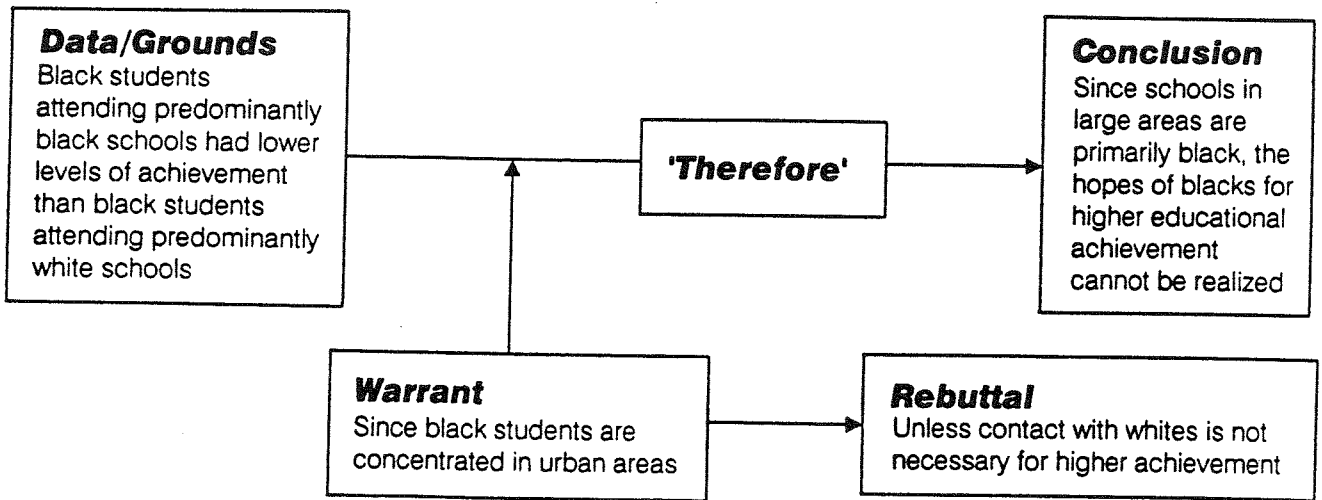 Data/Grounds
Black students
attending predominantly
black schools had lower
levels of achievement
than black students
attending predominantly
white schools
'Therefore'
Conclusion
Since schools in
large areas are
primarily black, the
hopes of blacks for
higher educational
achievement
cannot be realized
Warrant
Since black students are
concentrated in urban areas
Rebuttal
Unless contact with whites is not
necessary for higher achievement